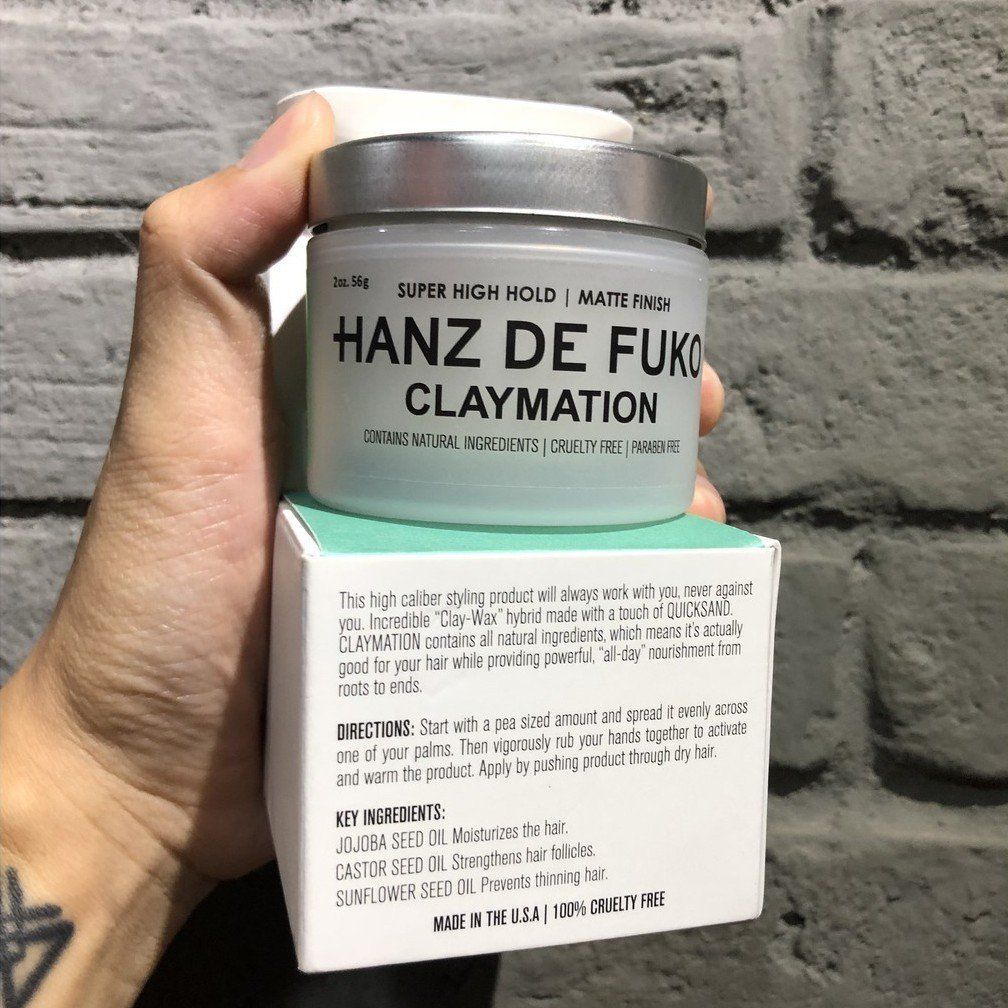 2oz. 56g
SUPER HIGH HOLD | MATTE FINISH
HANZ DE FUKO
CLAYMATION
CONTAINS NATURAL INGREDIENTS | CRUELTY FREE | PARABEN FREE
This high caliber styling product will always work with you, never against
you. Incredible “Clay-Wax” hybrid made with a touch of QUICKSAND.
CLAYMATION contains all natural ingredients, which means it's actually
good for your hair while providing powerful, “all-day” nourishment from
roots to ends.
DIRECTIONS: Start with a pea sized amount and spread it evenly across
one of your palms. Then vigorously rub your hands together to activate
and warm the product. Apply by pushing product through dry hair.
KEY INGREDIENTS:
JOJOBA SEED OIL Moisturizes the hair.
CASTOR SEED OIL Strengthens hair follicles.
SUNFLOWER SEED OIL Prevents thinning hair.
MADE IN THE U.S.A | 100% CRUELTY FREE